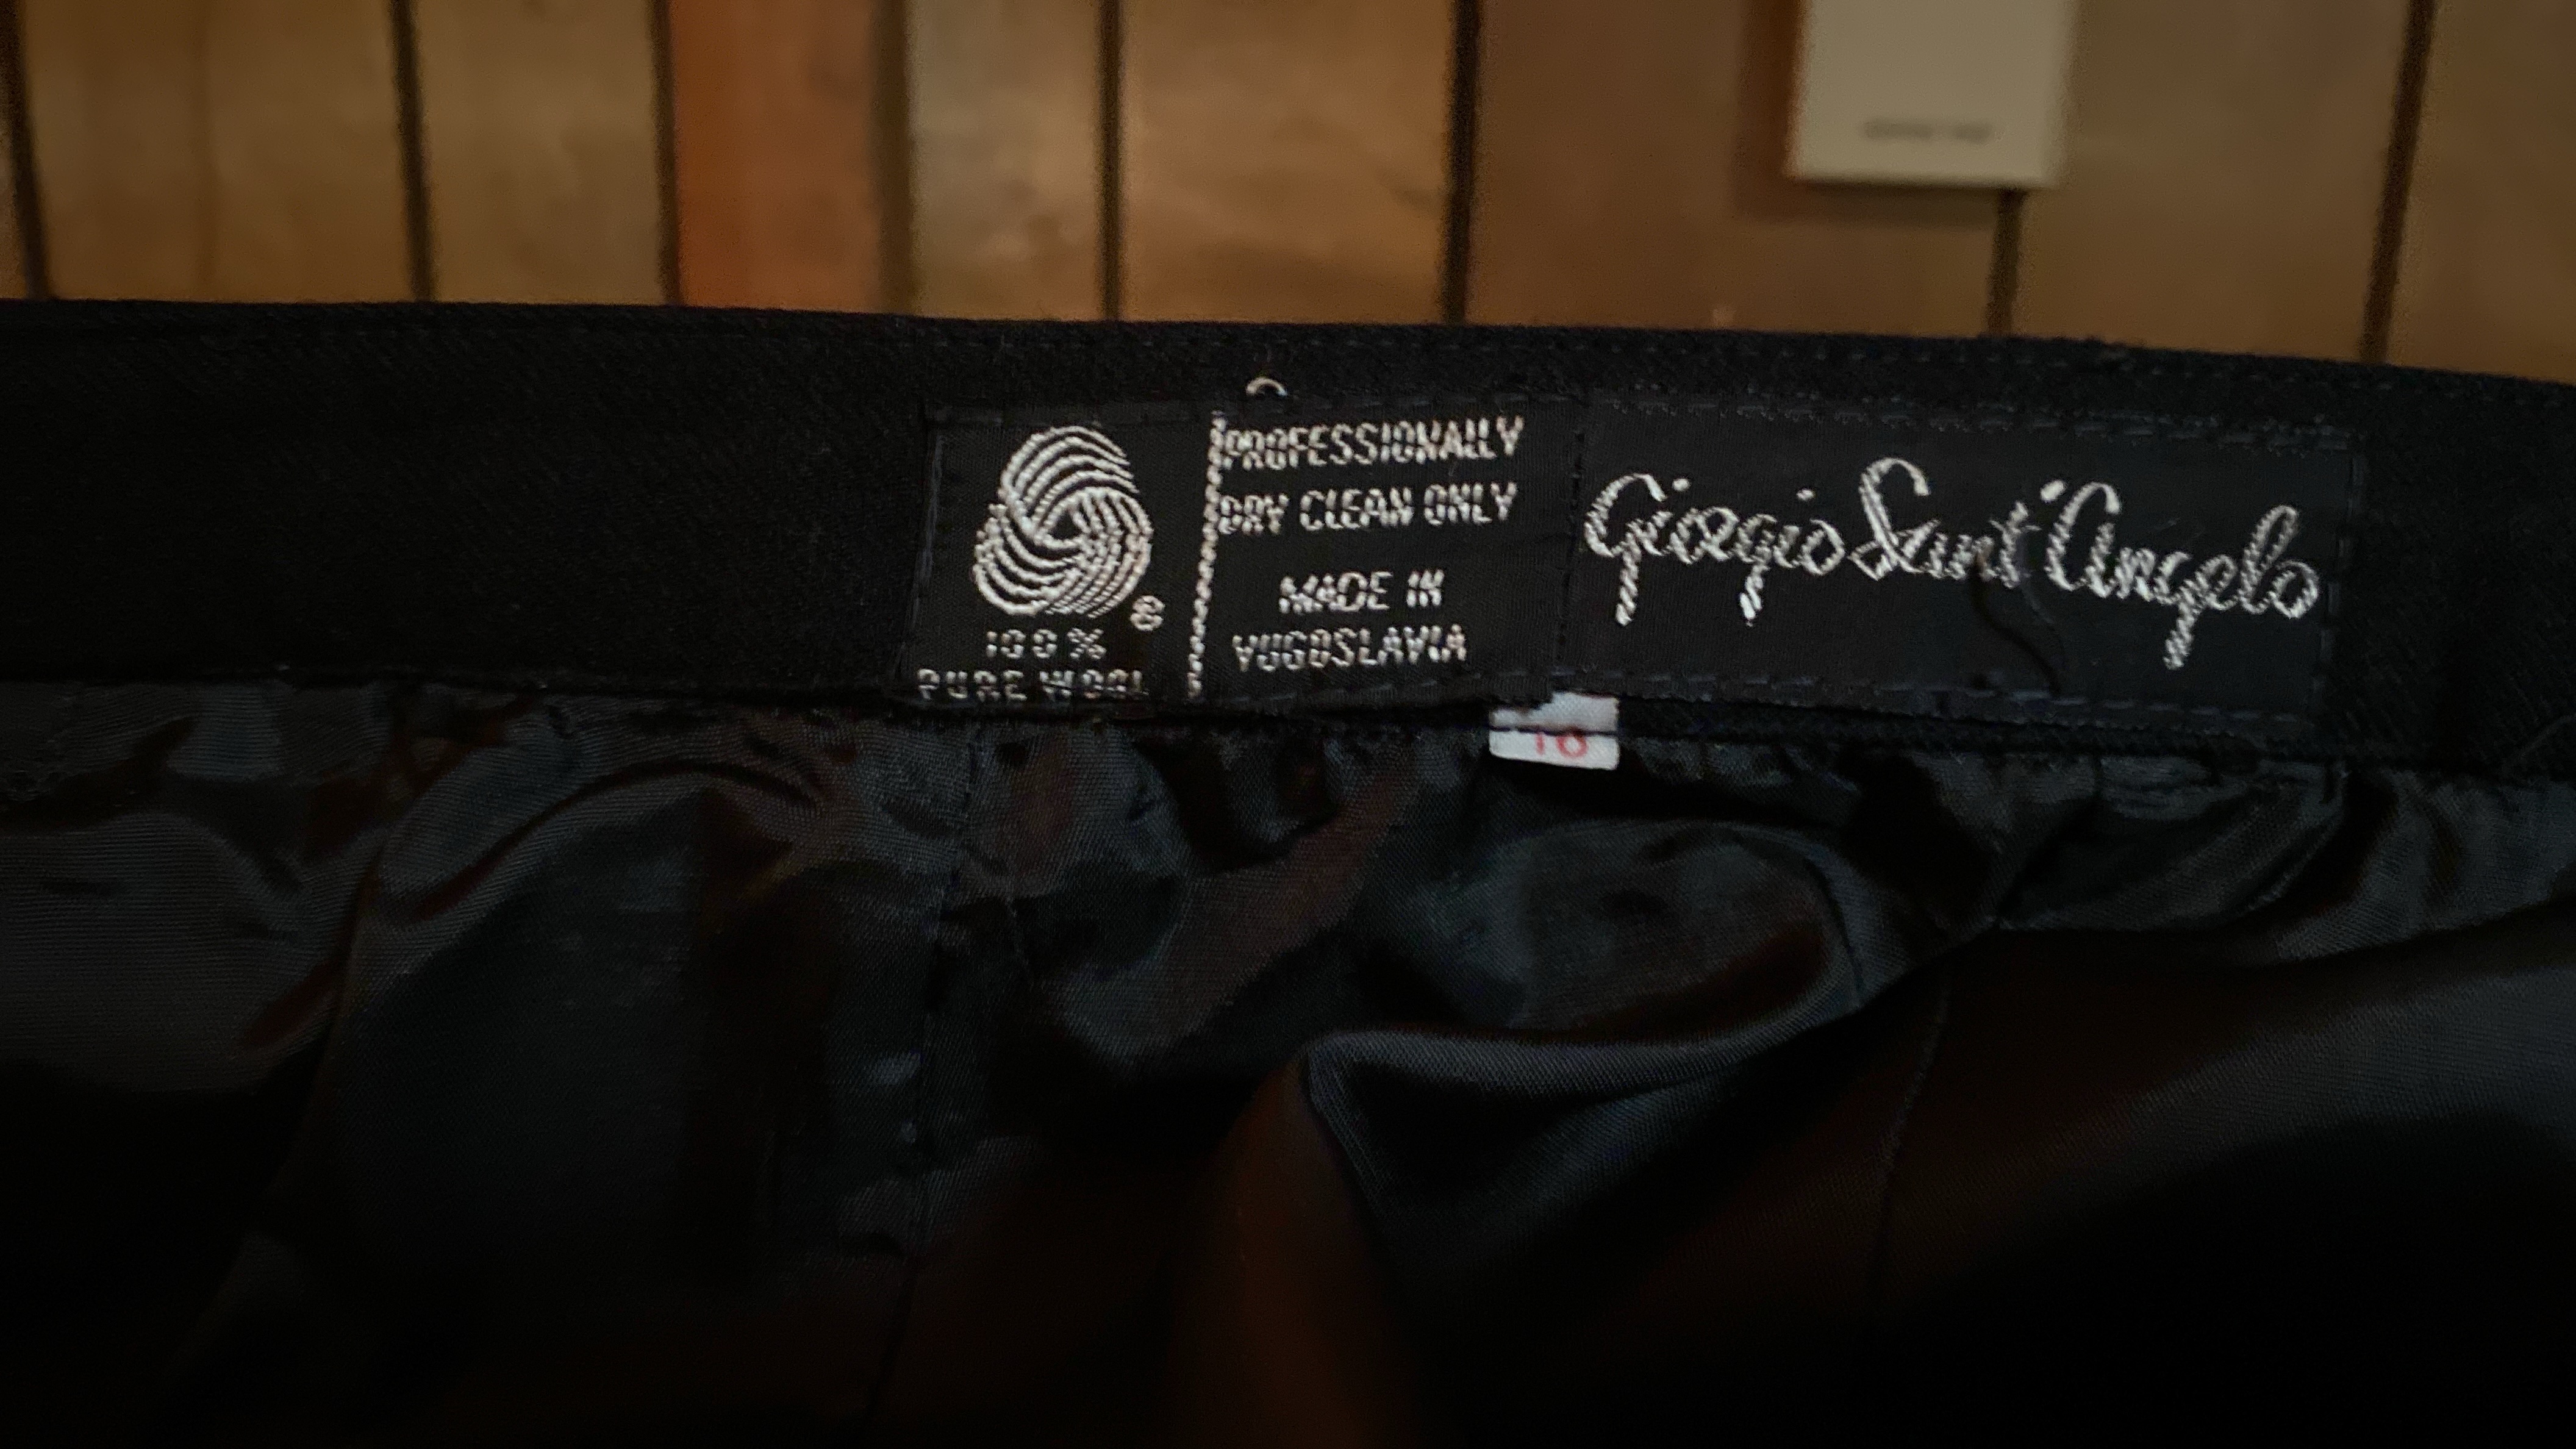 100%
PURE WOOL
PROFESSIONALLY
DRY CLEAN ONLY
MADE IN
YUGOSLAVIA
Giorgio Sant'Angelo
10